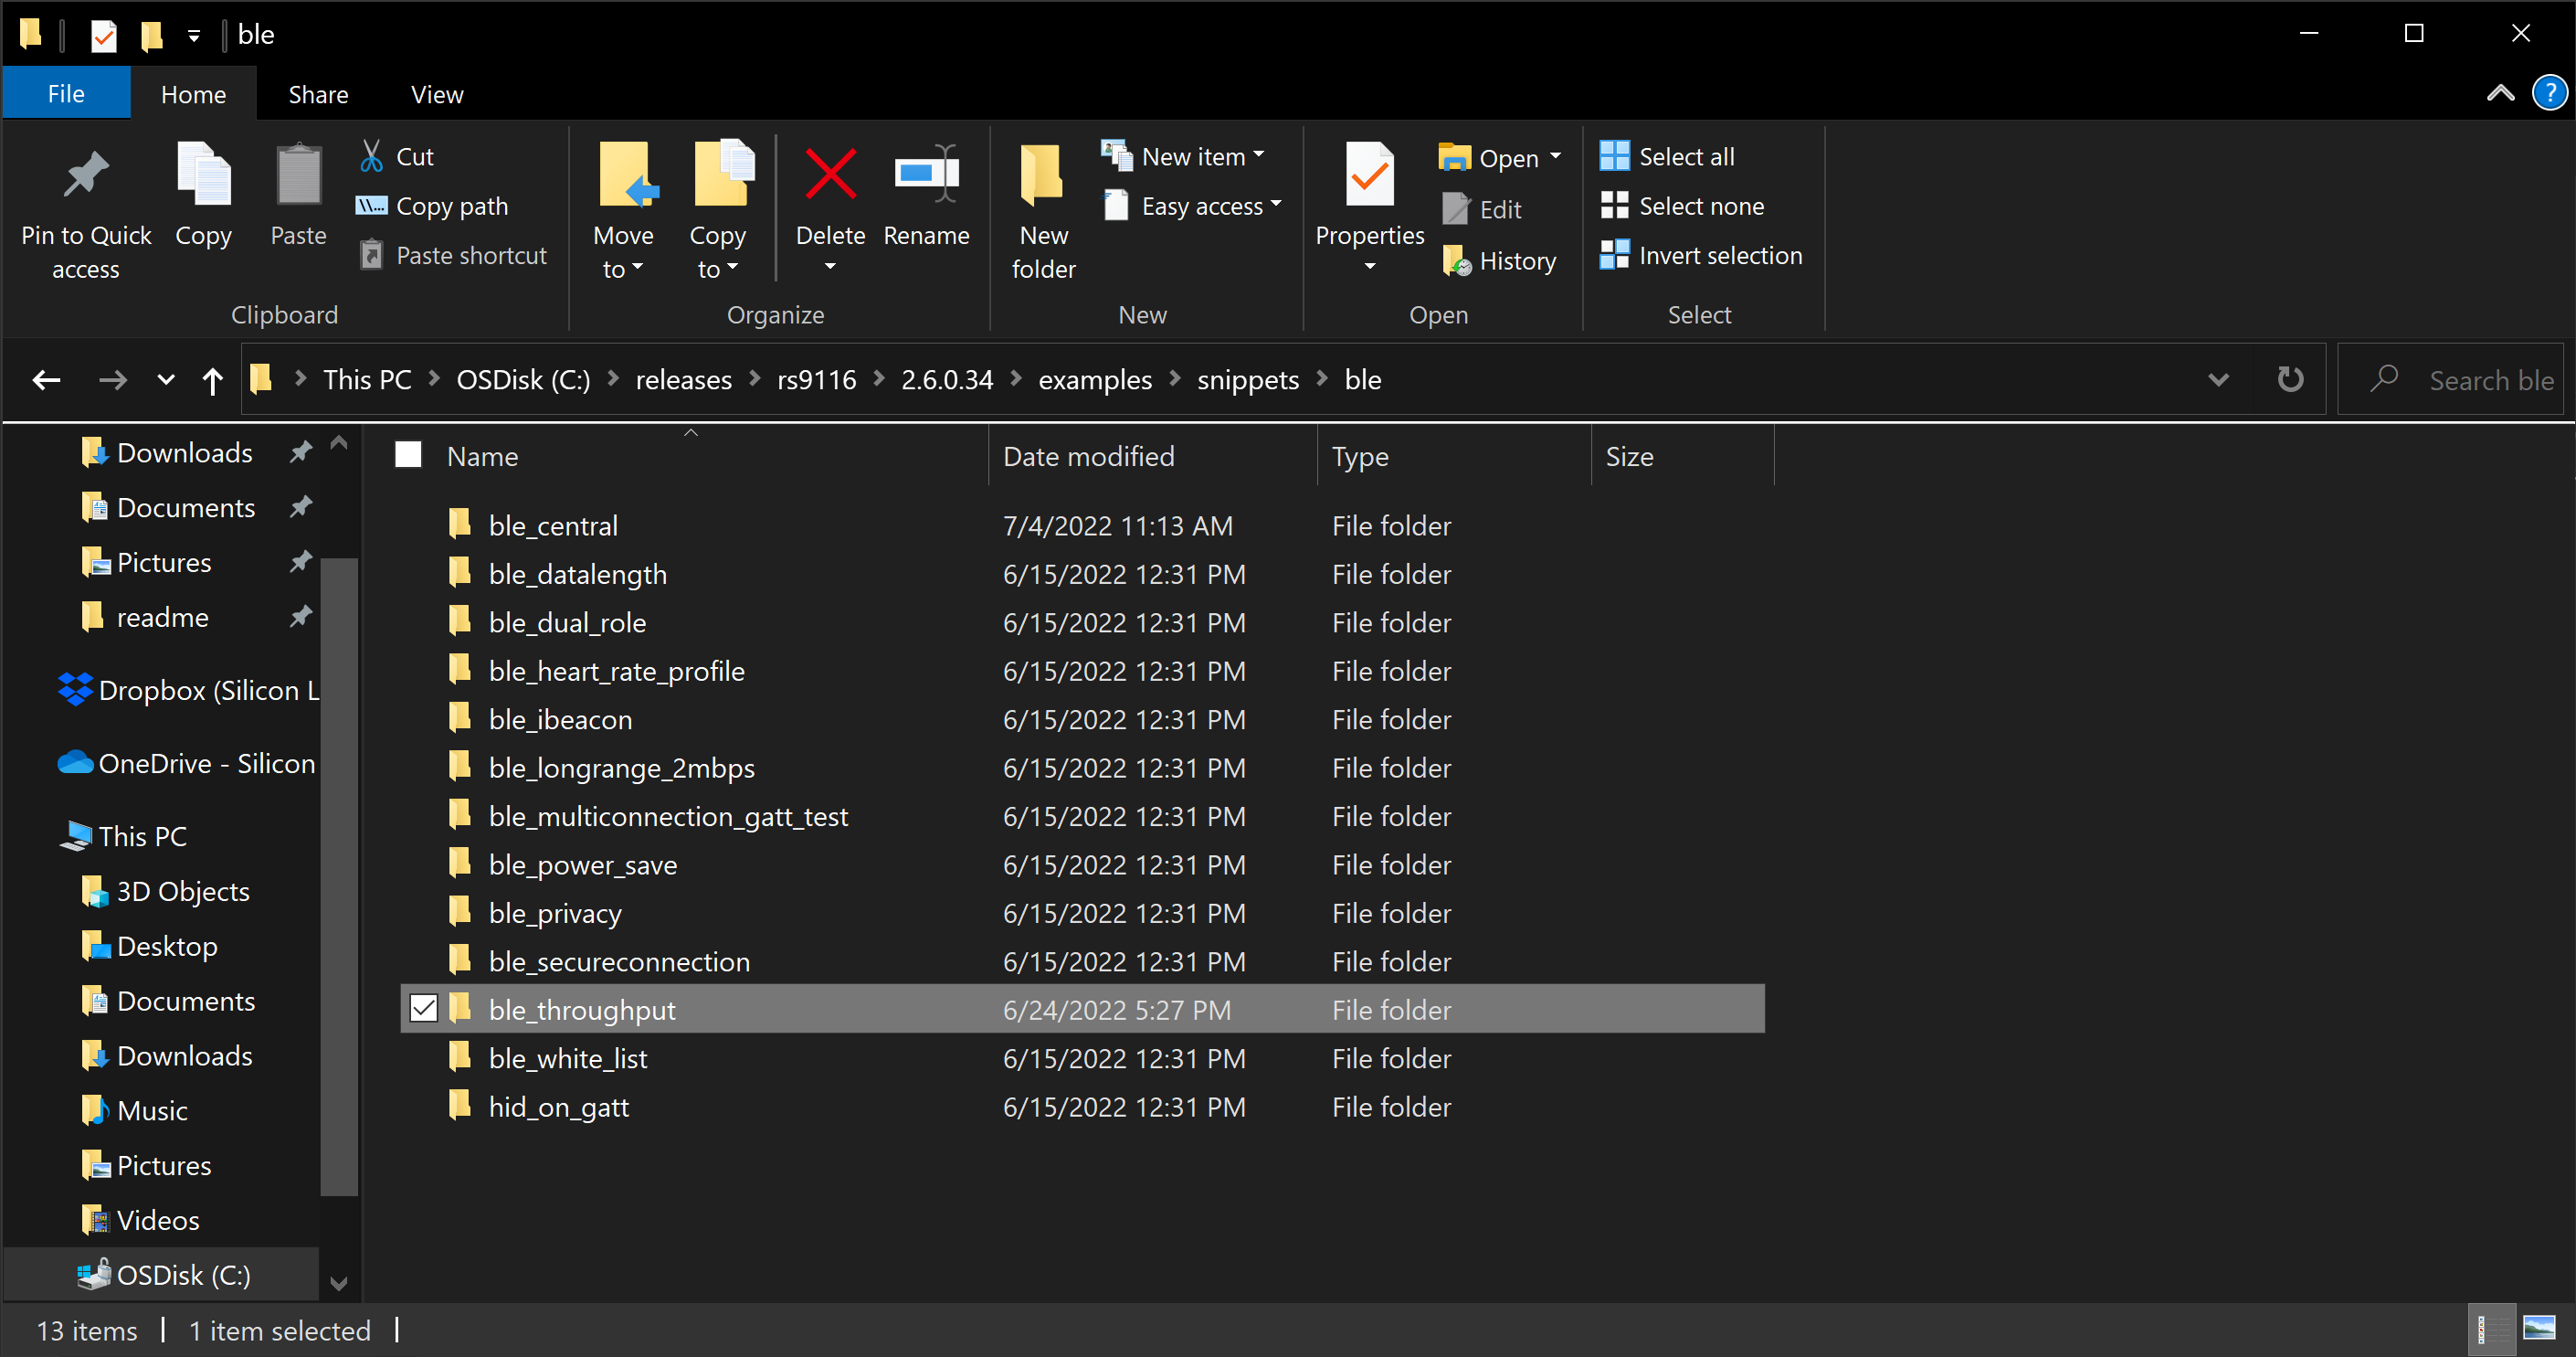 ble
File Home Share View
Pin to Quick access
Copy
Paste
Cut
Copy path
Paste shortcut
Clipboard
Move to
Copy to
Delete
Rename
Organize
New folder
New item
Easy access
New
Properties
Open
Edit
History
Open
Select all
Select none
Invert selection
Select
This PC OSDisk (C:) releases rs9116 2.6.0.34 examples snippets ble
Search ble
Downloads
Documents
Pictures
readme
Dropbox (Silicon L
OneDrive - Silicon
This PC
3D Objects
Desktop
Documents
Downloads
Music
Pictures
Videos
OSDisk (C:)
Name Date modified Type Size
ble_central 7/4/2022 11:13 AM File folder
ble_datalength 6/15/2022 12:31 PM File folder
ble_dual_role 6/15/2022 12:31 PM File folder
ble_heart_rate_profile 6/15/2022 12:31 PM File folder
ble_ibeacon 6/15/2022 12:31 PM File folder
ble_longrange_2mbps 6/15/2022 12:31 PM File folder
ble_multiconnection_gatt_test 6/15/2022 12:31 PM File folder
ble_power_save 6/15/2022 12:31 PM File folder
ble_privacy 6/15/2022 12:31 PM File folder
ble_secureconnection 6/15/2022 12:31 PM File folder
ble_throughput 6/24/2022 5:27 PM File folder
ble_white_list 6/15/2022 12:31 PM File folder
hid_on_gatt 6/15/2022 12:31 PM File folder
13 items 1 item selected